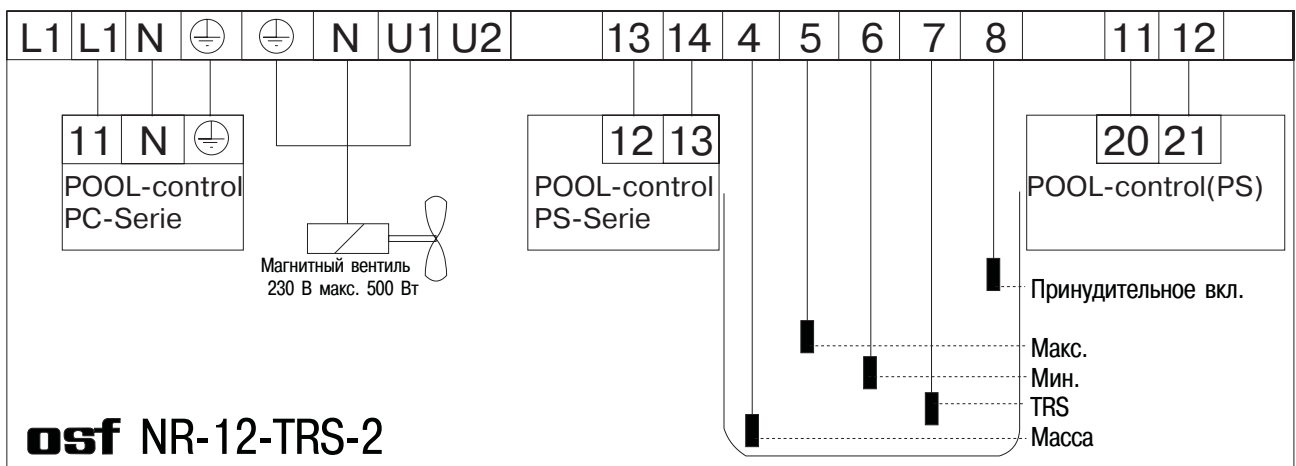 L1 L1 N N U1 U2 13 14 4 5 6 7 8 11 12
11 N
POOL-control
PC-Serie
Магнитный вентиль
230 В макс. 500 Вт
12 13
POOL-control
PS-Serie
20 21
POOL-control(PS)
Принудительное вкл.
Макс.
Мин.
TRS
Масса
osf NR-12-TRS-2